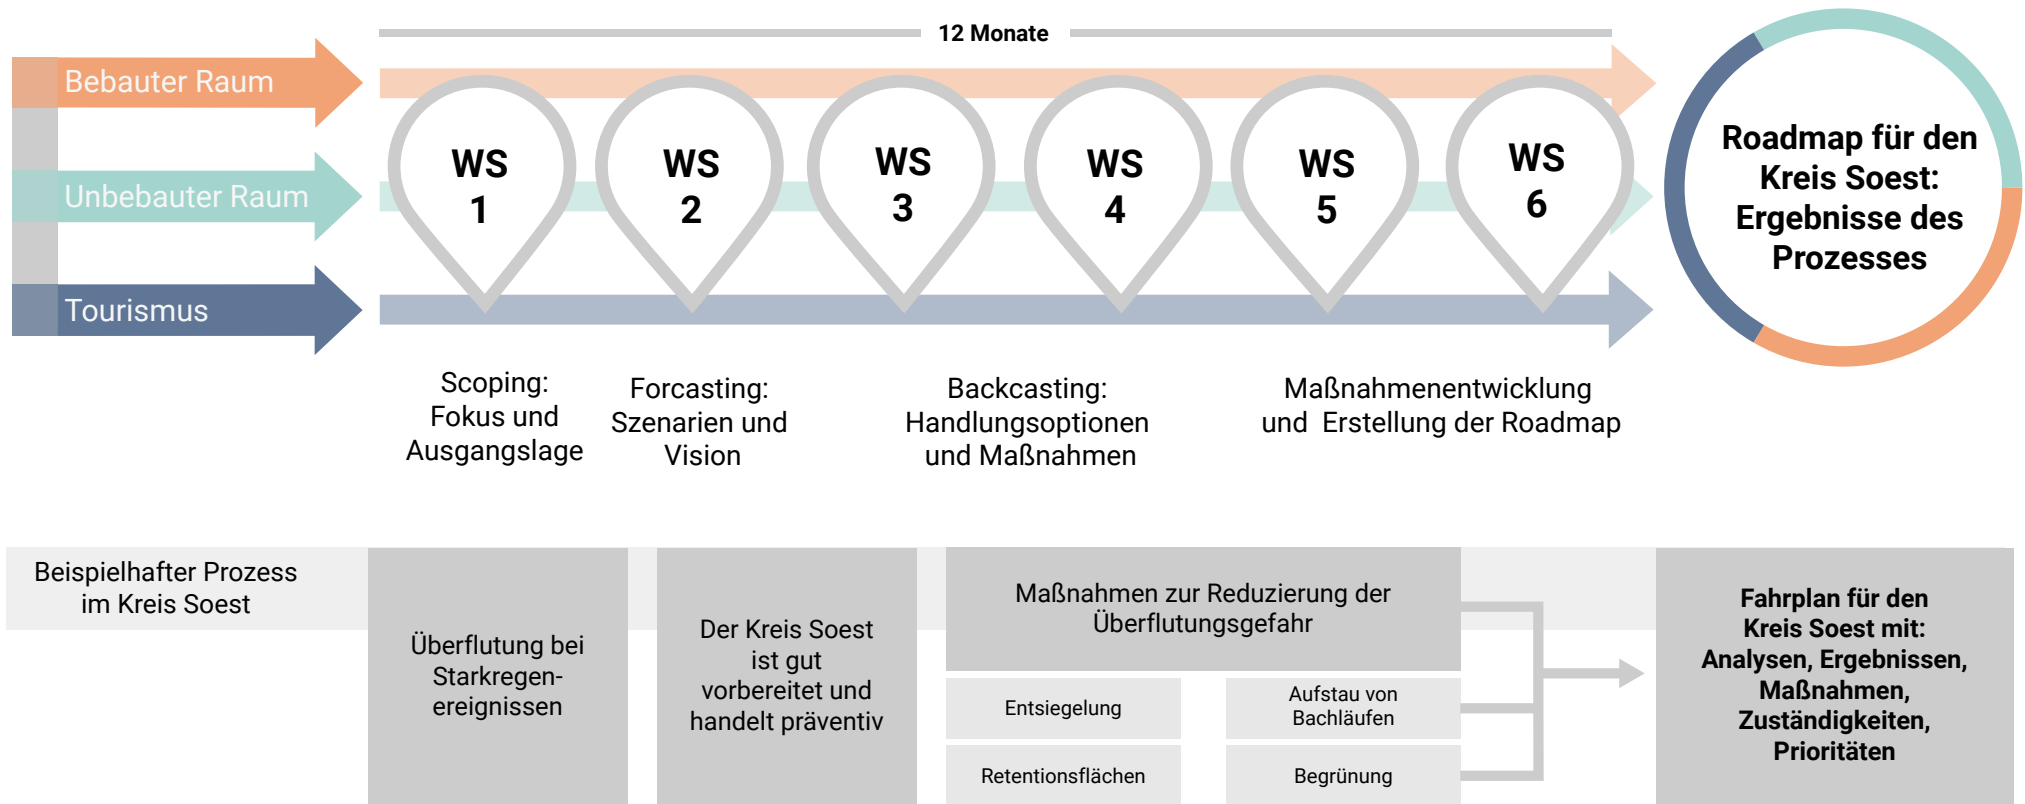 12 Monate
Bebauter Raum
Unbebauter Raum
Tourismus
WS
1
WS
2
WS
3
WS
4
WS
5
WS
6
Roadmap für den
Kreis Soest:
Ergebnisse des
Prozesses
Scoping:
Fokus und
Ausgangslage
Forcasting:
Szenarien und
Vision
Backcasting:
Handlungsoptionen
und Maßnahmen
Maßnahmenentwicklung
und Erstellung der Roadmap
Beispielhafter Prozess
im Kreis Soest
Überflutung bei
Starkregen-
ereignissen
Der Kreis Soest
ist gut
vorbereitet und
handelt präventiv
Maßnahmen zur Reduzierung der
Überflutungsgefahr
Entsiegelung
Aufstau von
Bachläufen
Retentionsflächen
Begrünung
Fahrplan für den
Kreis Soest mit:
Analysen, Ergebnissen,
Maßnahmen,
Zuständigkeiten,
Prioritäten